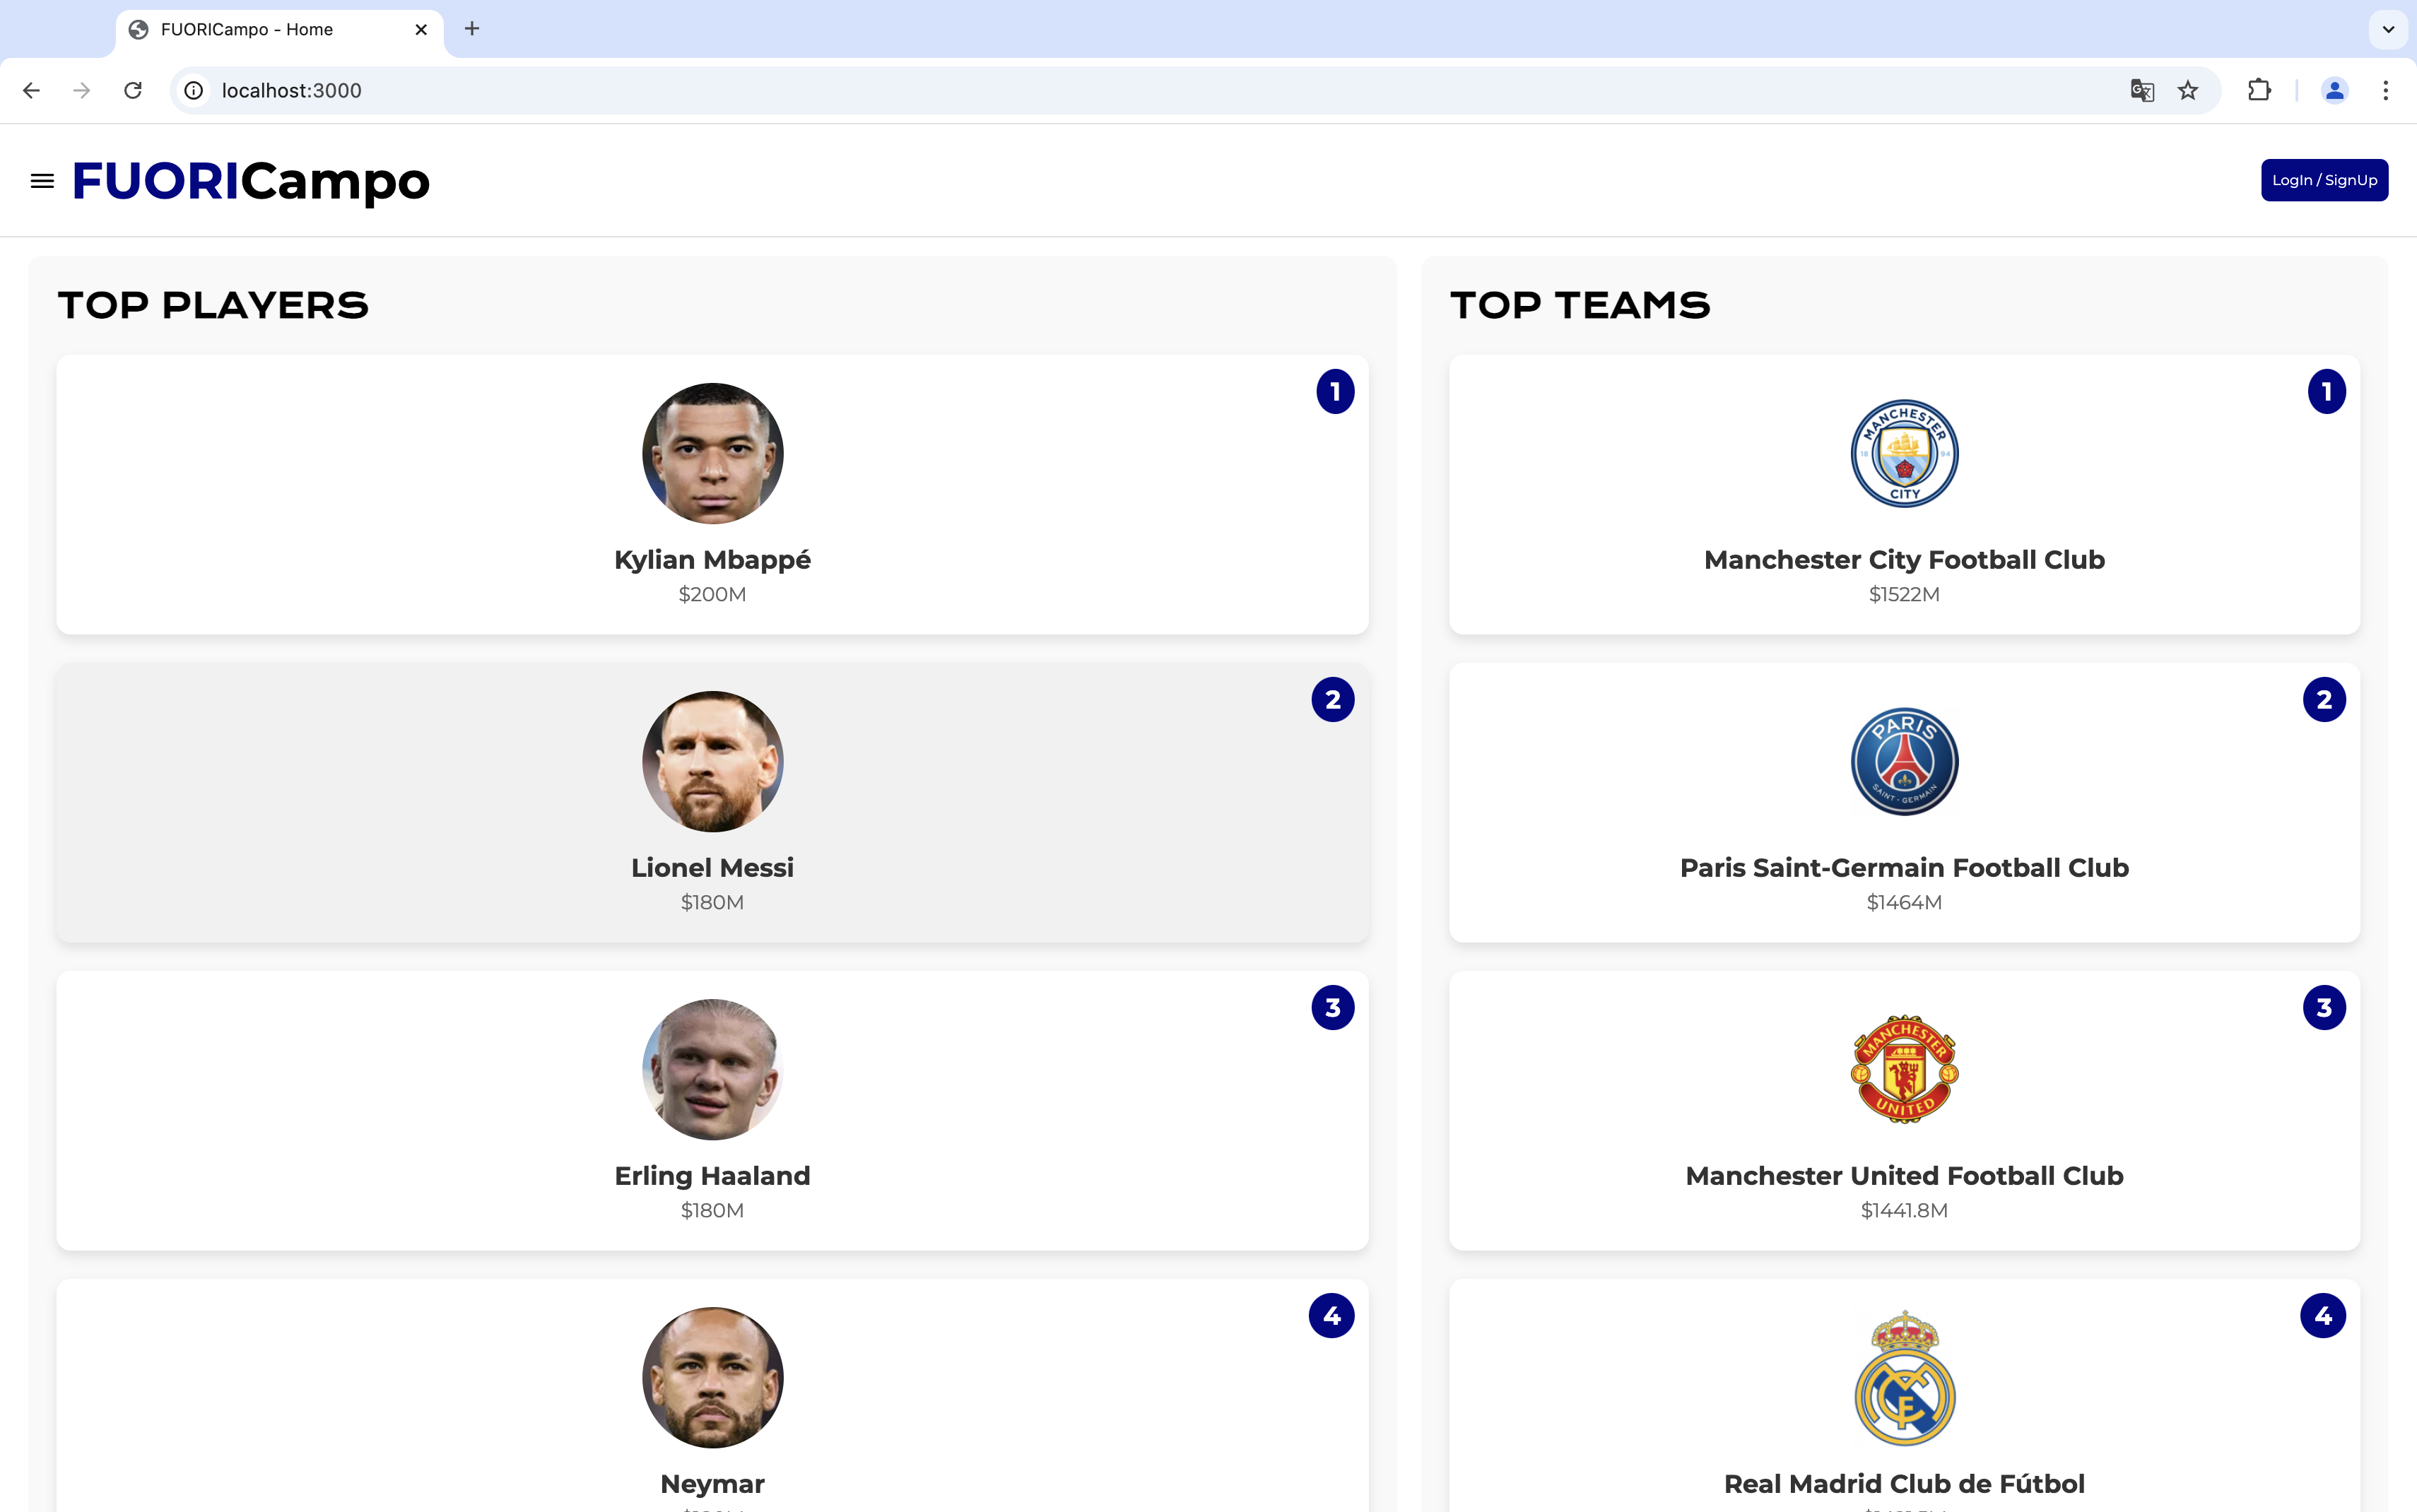 FUORICampo - Home
localhost:3000
FUORICampo
LogIn / SignUp
TOP PLAYERS
1
Kylian Mbappé
$200M
2
Lionel Messi
$180M
3
Erling Haaland
$180M
4
Neymar
TOP TEAMS
1
MANCHESTER
18 94
CITY
Manchester City Football Club
$1522M
2
PARIS
SAINT-GERMAIN
Paris Saint-Germain Football Club
$1464M
3
MANCHESTER
UNITED
Manchester United Football Club
$1441.8M
4
Real Madrid Club de Fútbol